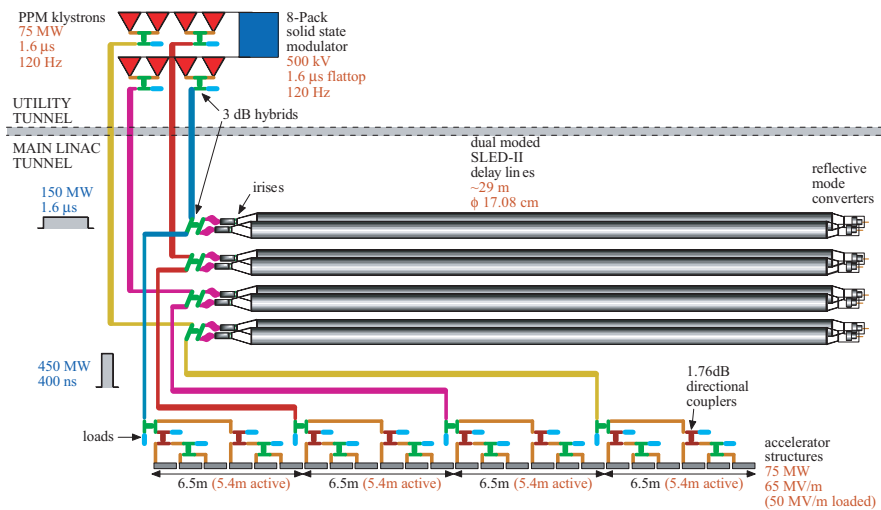 PPM klystrons
75 MW
1.6 μs
120 Hz
8-Pack
solid state
modulator
500 kV
1.6 μs flattop
120 Hz
3 dB hybrids
UTILITY
TUNNEL
MAIN LINAC
TUNNEL
dual moded
SLED-II
delay lines
~29 m
ϕ 17.08 cm
reflective
mode
converters
irises
150 MW
1.6 μs
450 MW
400 ns
1.76dB
directional
couplers
loads
accelerator
structures
75 MW
65 MV/m
(50 MV/m loaded)
6.5m (5.4m active)
6.5m (5.4m active)
6.5m (5.4m active)
6.5m (5.4m active)